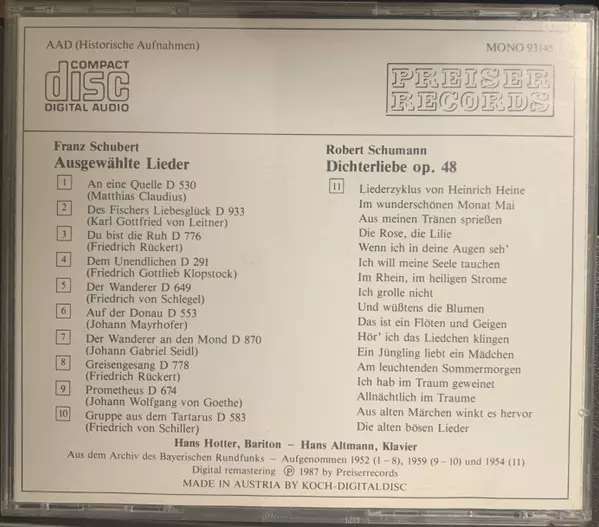 AAD (Historische Aufnahmen)
MONO 93145
COMPACT
disc
DIGITAL AUDIO
PREISER
RECORDS
Franz Schubert
Ausgewählte Lieder
1 An eine Quelle D 530
(Matthias Claudius)
2 Des Fischers Liebesglück D 933
(Karl Gottfried von Leitner)
3 Du bist die Ruh D 776
(Friedrich Rückert)
4 Dem Unendlichen D 291
(Friedrich Gottlieb Klopstock)
5 Der Wanderer D 649
(Friedrich von Schlegel)
6 Auf der Donau D 553
(Johann Mayrhofer)
7 Der Wanderer an den Mond D 870
(Johann Gabriel Seidl)
8 Greisengesang D 778
(Friedrich Rückert)
9 Prometheus D 674
(Johann Wolfgang von Goethe)
10 Gruppe aus dem Tartarus D 583
(Friedrich von Schiller)
Robert Schumann
Dichterliebe op. 48
11 Liederzyklus von Heinrich Heine
Im wunderschönen Monat Mai
Aus meinen Tränen sprießen
Die Rose, die Lilie
Wenn ich in deine Augen seh'
Ich will meine Seele tauchen
Im Rhein, im heiligen Strome
Ich grolle nicht
Und wüßtens die Blumen
Das ist ein Flöten und Geigen
Hör' ich das Liedchen klingen
Ein Jüngling liebt ein Mädchen
Am leuchtenden Sommermorgen
Ich hab im Traum geweinet
Allnächtlich im Traume
Aus alten Märchen winkt es hervor
Die alten bösen Lieder
Hans Hotter, Bariton – Hans Altmann, Klavier
Aus dem Archiv des Bayerischen Rundfunks – Aufgenommen 1952 (1–8), 1959 (9–10) und 1954 (11)
Digital remastering Ⓟ 1987 by Preiserrecords
MADE IN AUSTRIA BY KOCH-DIGITALDISC